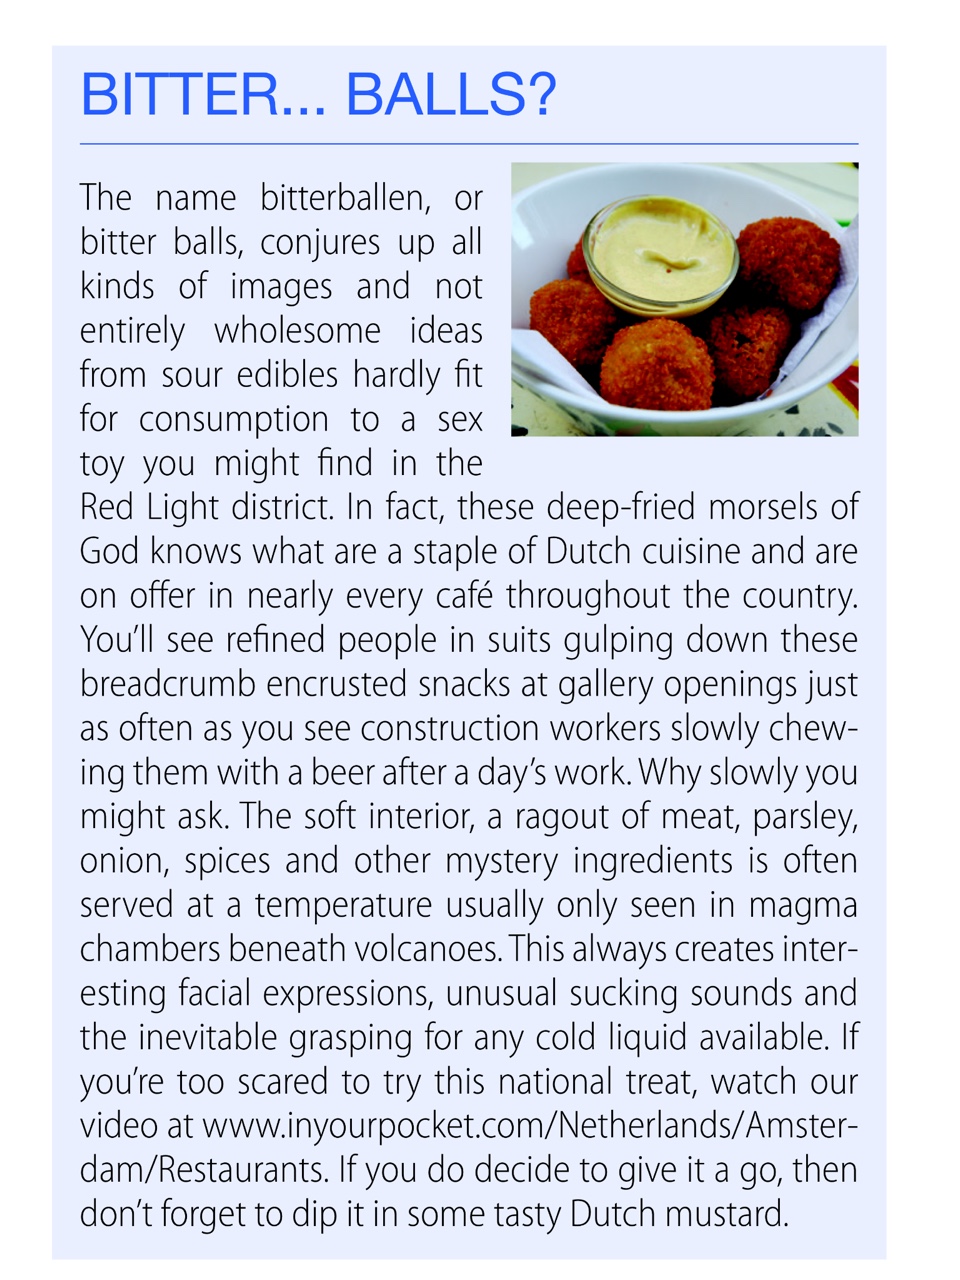 BITTER... BALLS?
The name bitterballen, or
bitter balls, conjures up all
kinds of images and not
entirely wholesome ideas
from sour edibles hardly fit
for consumption to a sex
toy you might find in the
Red Light district. In fact, these deep-fried morsels of
God knows what are a staple of Dutch cuisine and are
on offer in nearly every café throughout the country.
You'll see refined people in suits gulping down these
breadcrumb encrusted snacks at gallery openings just
as often as you see construction workers slowly chew-
ing them with a beer after a day's work. Why slowly you
might ask. The soft interior, a ragout of meat, parsley,
onion, spices and other mystery ingredients is often
served at a temperature usually only seen in magma
chambers beneath volcanoes. This always creates inter-
esting facial expressions, unusual sucking sounds and
the inevitable grasping for any cold liquid available. If
you're too scared to try this national treat, watch our
video at www.inyourpocket.com/Netherlands/Amster-
dam/Restaurants. If you do decide to give it a go, then
don't forget to dip it in some tasty Dutch mustard.